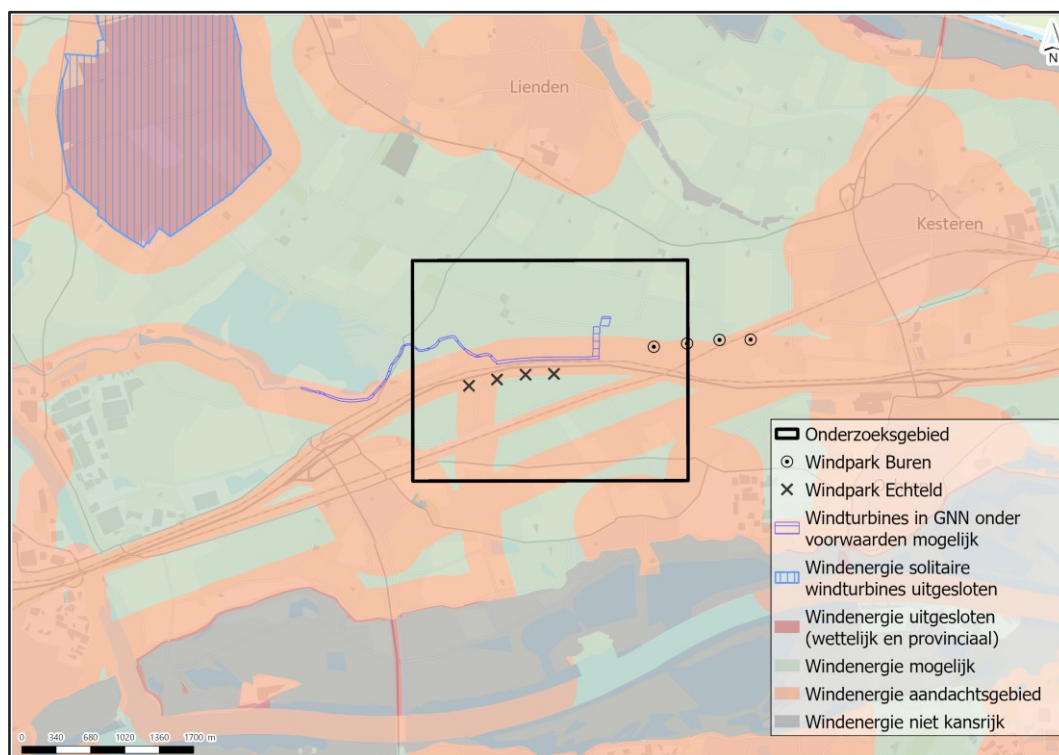 N
Lienden
Kesteren
Onderzoeksgebied
Windpark Buren
Windpark Echteld
Windturbines in GNN onder
voorwaarden mogelijk
Windenergie solitaire
windturbines uitgesloten
Windenergie uitgesloten
(wettelijk en provinciaal)
Windenergie mogelijk
Windenergie aandachtsgebied
Windenergie niet kansrijk
0 340 680 1020 1360 1700 m